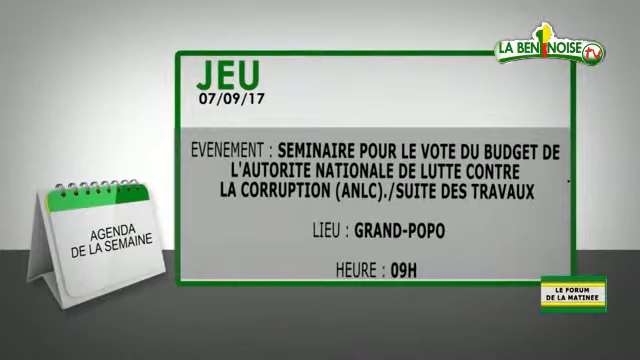 LA BENINOISE tv
JEU
07/09/17
EVENEMENT : SEMINAIRE POUR LE VOTE DU BUDGET DE
L'AUTORITE NATIONALE DE LUTTE CONTRE
LA CORRUPTION (ANLC)./SUITE DES TRAVAUX
LIEU : GRAND-POPO
HEURE : 09H
AGENDA
DE LA SEMAINE
LE FORUM
DE LA MATINEE